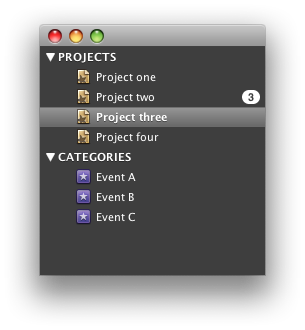 PROJECTS
Project one
Project two 3
Project three
Project four
CATEGORIES
Event A
Event B
Event C